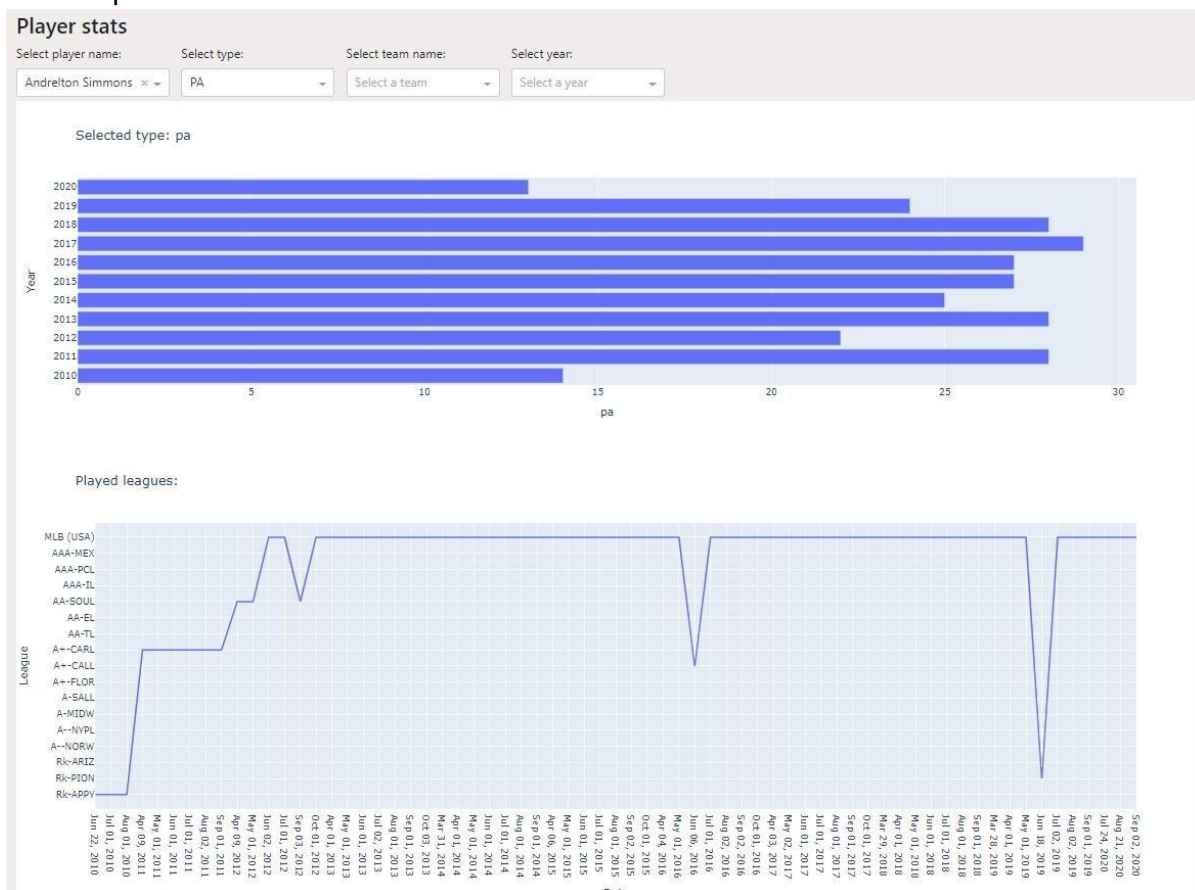 Player stats
Select player name: Select type: Select team name: Select year:
Andrelton Simmons × PA Select a team Select a year
Selected type: pa
2020
2019
2018
2017
2016
2015
2014
2013
2012
2011
2010
Year
0 5 10 15 20 25 30
pa
Played leagues:
MLB (USA)
AAA-MEX
AAA-PCL
AAA-IL
AA-SOUL
AA-EL
AA-TL
A+-CARL
A+-CALL
A+-FLOR
A-SALL
A-MIDW
A--NYPL
A--NORW
Rk-ARIZ
Rk-PION
Rk-APPY
League
Jun 22, 2010
Jul 01, 2010
Aug 01, 2010
Apr 09, 2011
May 01, 2011
Jun 01, 2011
Jul 01, 2011
Aug 02, 2011
Sep 01, 2011
Apr 09, 2012
May 01, 2012
Jun 02, 2012
Jul 01, 2012
Sep 03, 2012
Oct 01, 2012
Apr 01, 2013
May 01, 2013
Jun 01, 2013
Jul 02, 2013
Aug 01, 2013
Sep 01, 2013
Oct 03, 2013
Mar 31, 2014
Apr 01, 2014
May 01, 2014
Jun 01, 2014
Jul 01, 2014
Aug 01, 2014
Sep 01, 2014
Apr 06, 2015
May 01, 2015
Jun 01, 2015
Jul 01, 2015
Aug 01, 2015
Sep 02, 2015
Oct 01, 2015
Apr 04, 2016
May 01, 2016
Jun 06, 2016
Jul 01, 2016
Aug 02, 2016
Sep 02, 2016
Oct 01, 2016
Apr 03, 2017
May 02, 2017
Jun 01, 2017
Jul 01, 2017
Aug 01, 2017
Sep 01, 2017
Oct 01, 2017
Mar 29, 2018
Apr 01, 2018
May 01, 2018
Jun 01, 2018
Jul 01, 2018
Aug 01, 2018
Sep 01, 2018
Mar 28, 2019
Apr 01, 2019
May 01, 2019
Jun 18, 2019
Jul 02, 2019
Aug 02, 2019
Sep 01, 2019
Jul 24, 2020
Aug 21, 2020
Sep 02, 2020